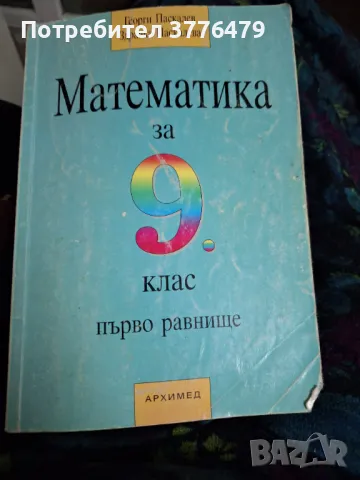 Потребител 3776479
Георги Паскалев
Математика
за
9.
клас
първо равнище
АРХИМЕД
BAZAR